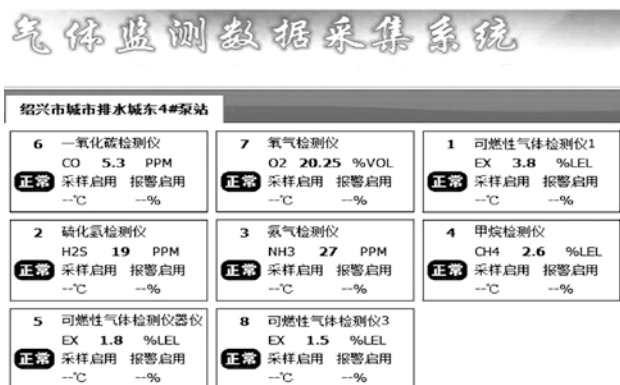 气体监测数据采集系统
绍兴市城市排水城东4#泵站
6 一氧化碳检测仪
CO 5.3 PPM
正常 采样启用 报警启用
--℃ --%
7 氧气检测仪
O2 20.25 %VOL
正常 采样启用 报警启用
--℃ --%
1 可燃性气体检测仪1
EX 3.8 %LEL
正常 采样启用 报警启用
--℃ --%
2 硫化氢检测仪
H2S 19 PPM
正常 采样启用 报警启用
--℃ --%
3 氨气检测仪
NH3 27 PPM
正常 采样启用 报警启用
--℃ --%
4 甲烷检测仪
CH4 2.6 %LEL
正常 采样启用 报警启用
--℃ --%
5 可燃性气体检测仪器仪
EX 1.8 %LEL
正常 采样启用 报警启用
--℃ --%
8 可燃性气体检测仪3
EX 1.5 %LEL
正常 采样启用 报警启用
--℃ --%